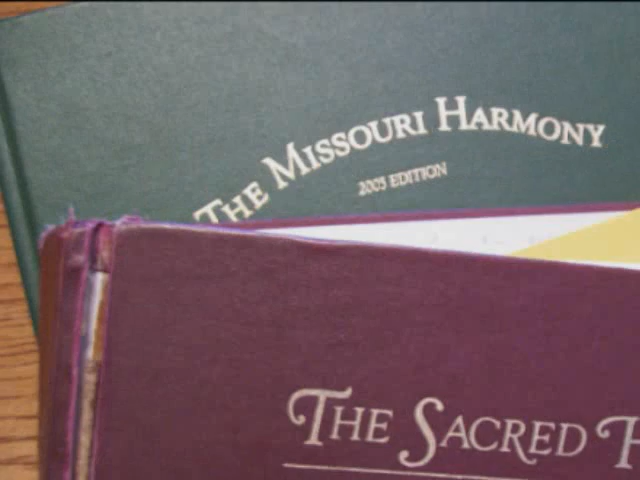 THE MISSOURI HARMONY
2005 EDITION
THE SACRED H